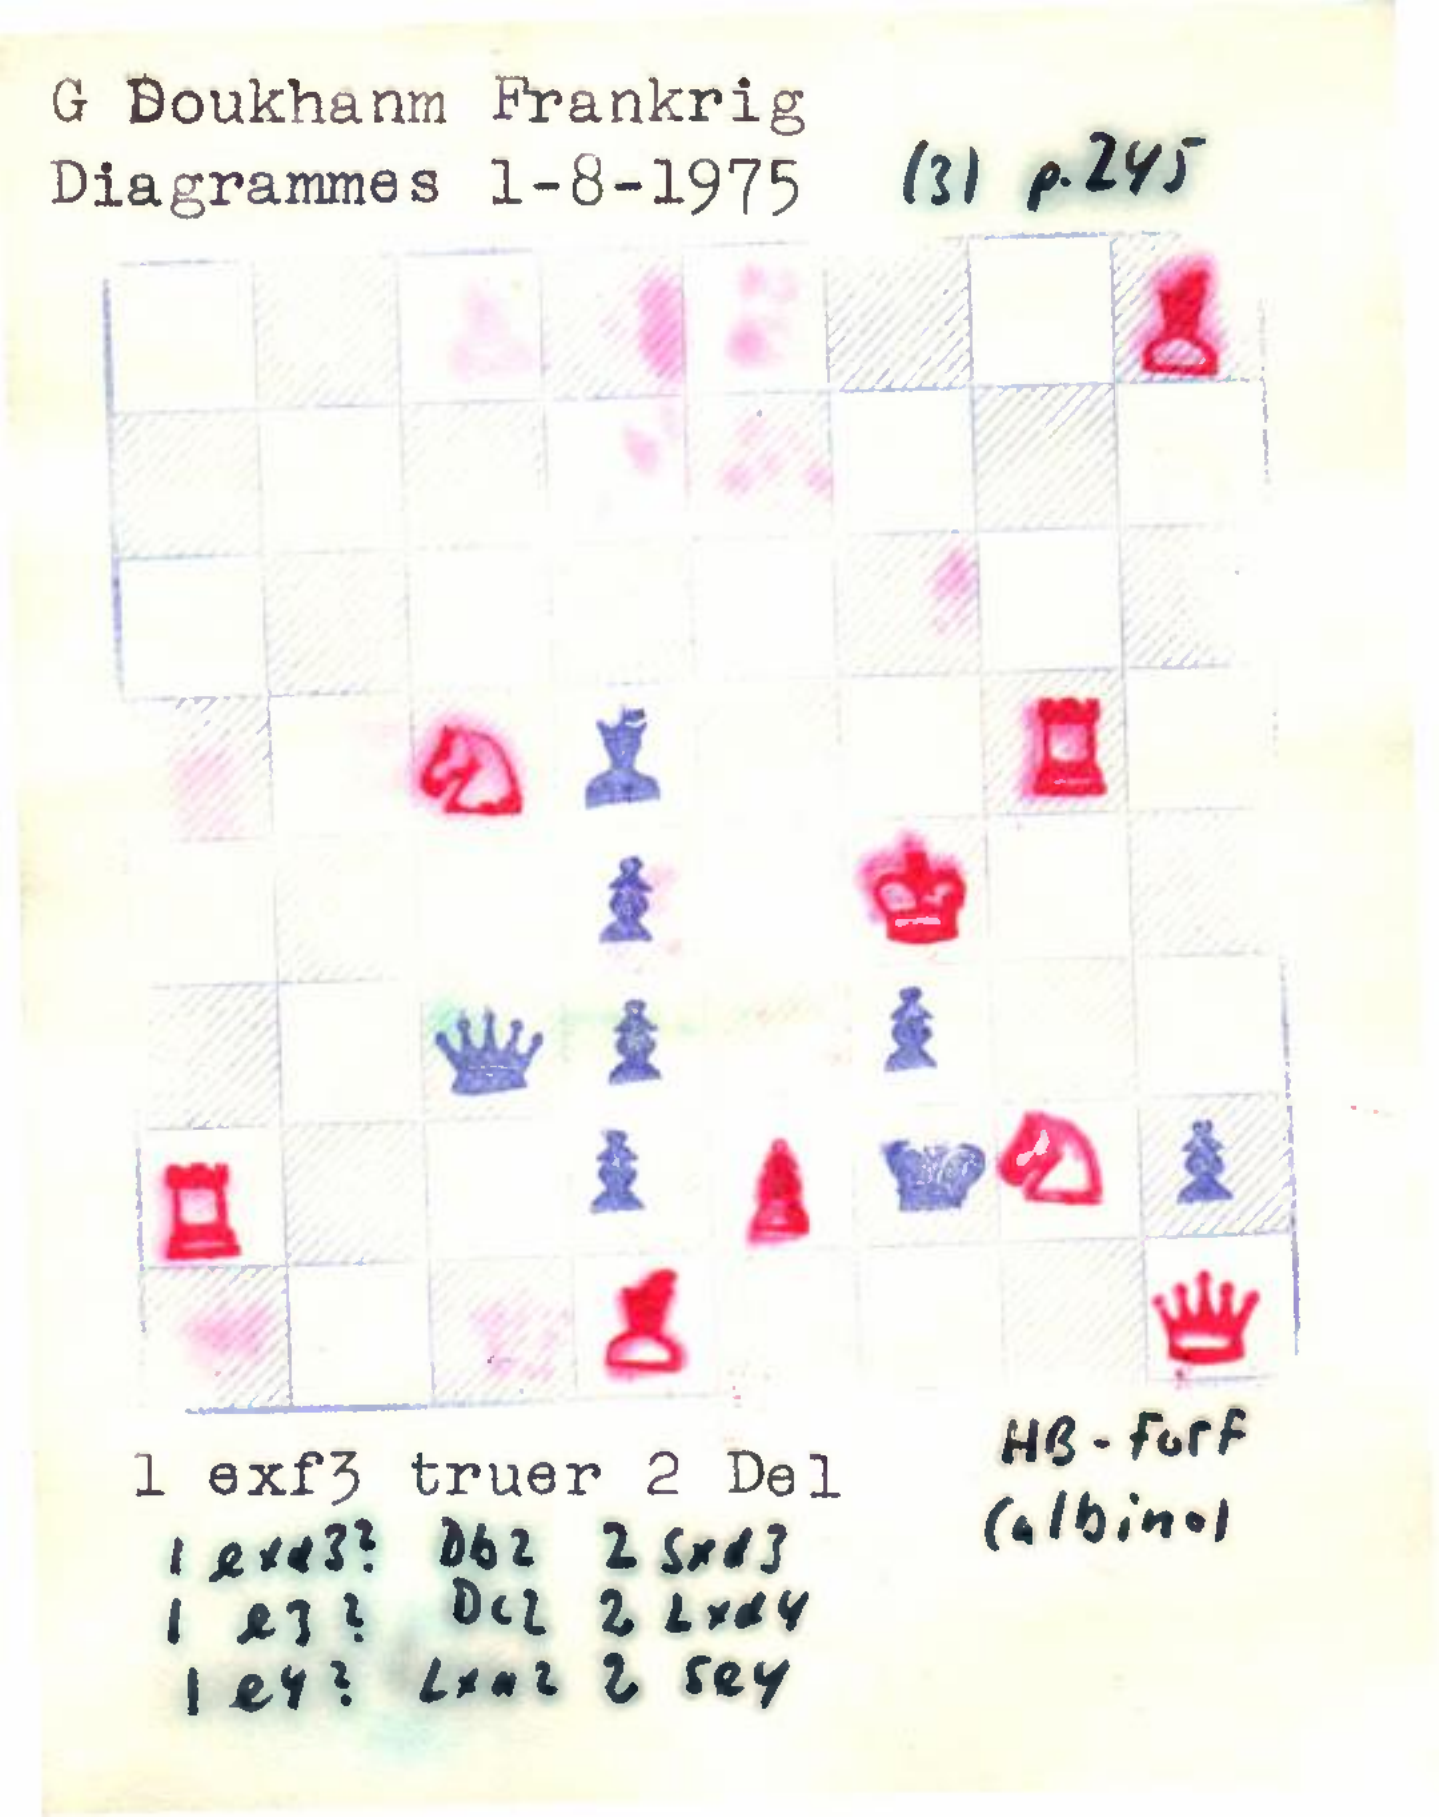 G Doukhanm Frankrig
Diagrammes 1-8-1975 (3) p.245
1 exf3 truer 2 De1
HB-Forf
(albino)
1 exd3? Db2 2 Sxd3
1 e3? Dc2 2 Lxd4
1 e4? Lxa2 2 Se4